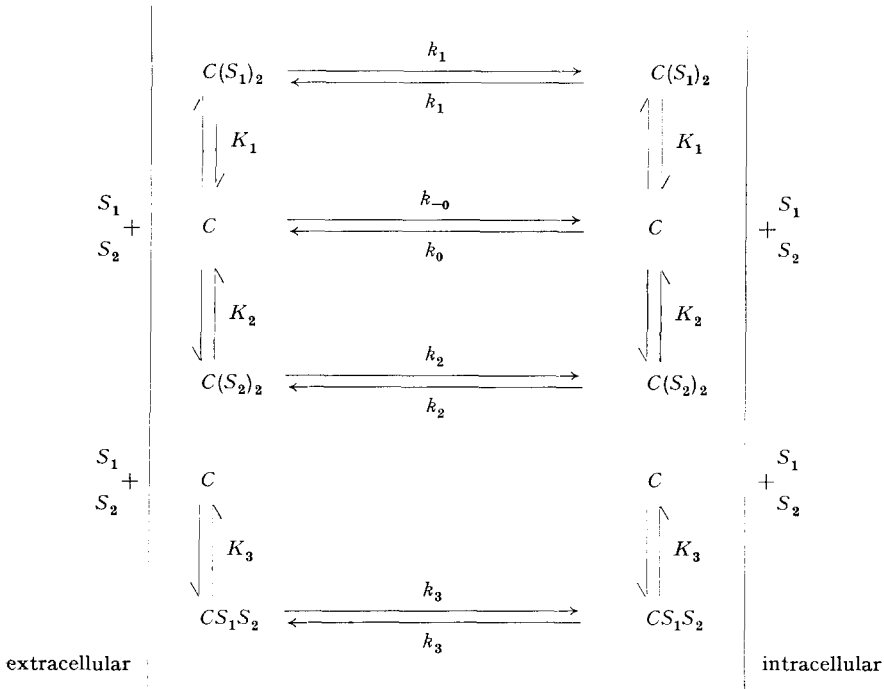 k₁
C(S₁)₂ C(S₁)₂
k₁
K₁ K₁
k₋₀
S₁ S₁
+ C C +
S₂ S₂
k₀
K₂ K₂
k₂
C(S₂)₂ C(S₂)₂
k₂
S₁ S₁
+ C C +
S₂ S₂
K₃ K₃
k₃
CS₁S₂ CS₁S₂
k₃
extracellular intracellular